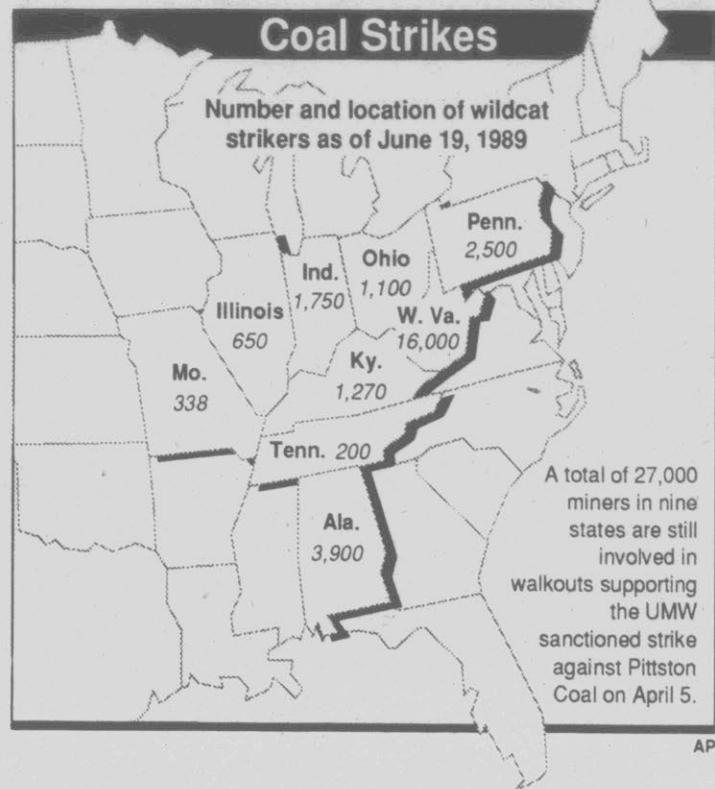 Coal Strikes
Number and location of wildcat
strikers as of June 19, 1989
Penn.
2,500
Ohio
1,100
Ind.
1,750
Illinois
650
W. Va.
16,000
Mo.
338
Ky.
1,270
Tenn. 200
Ala.
3,900
A total of 27,000
miners in nine
states are still
involved in
walkouts supporting
the UMW
sanctioned strike
against Pittston
Coal on April 5.
AP